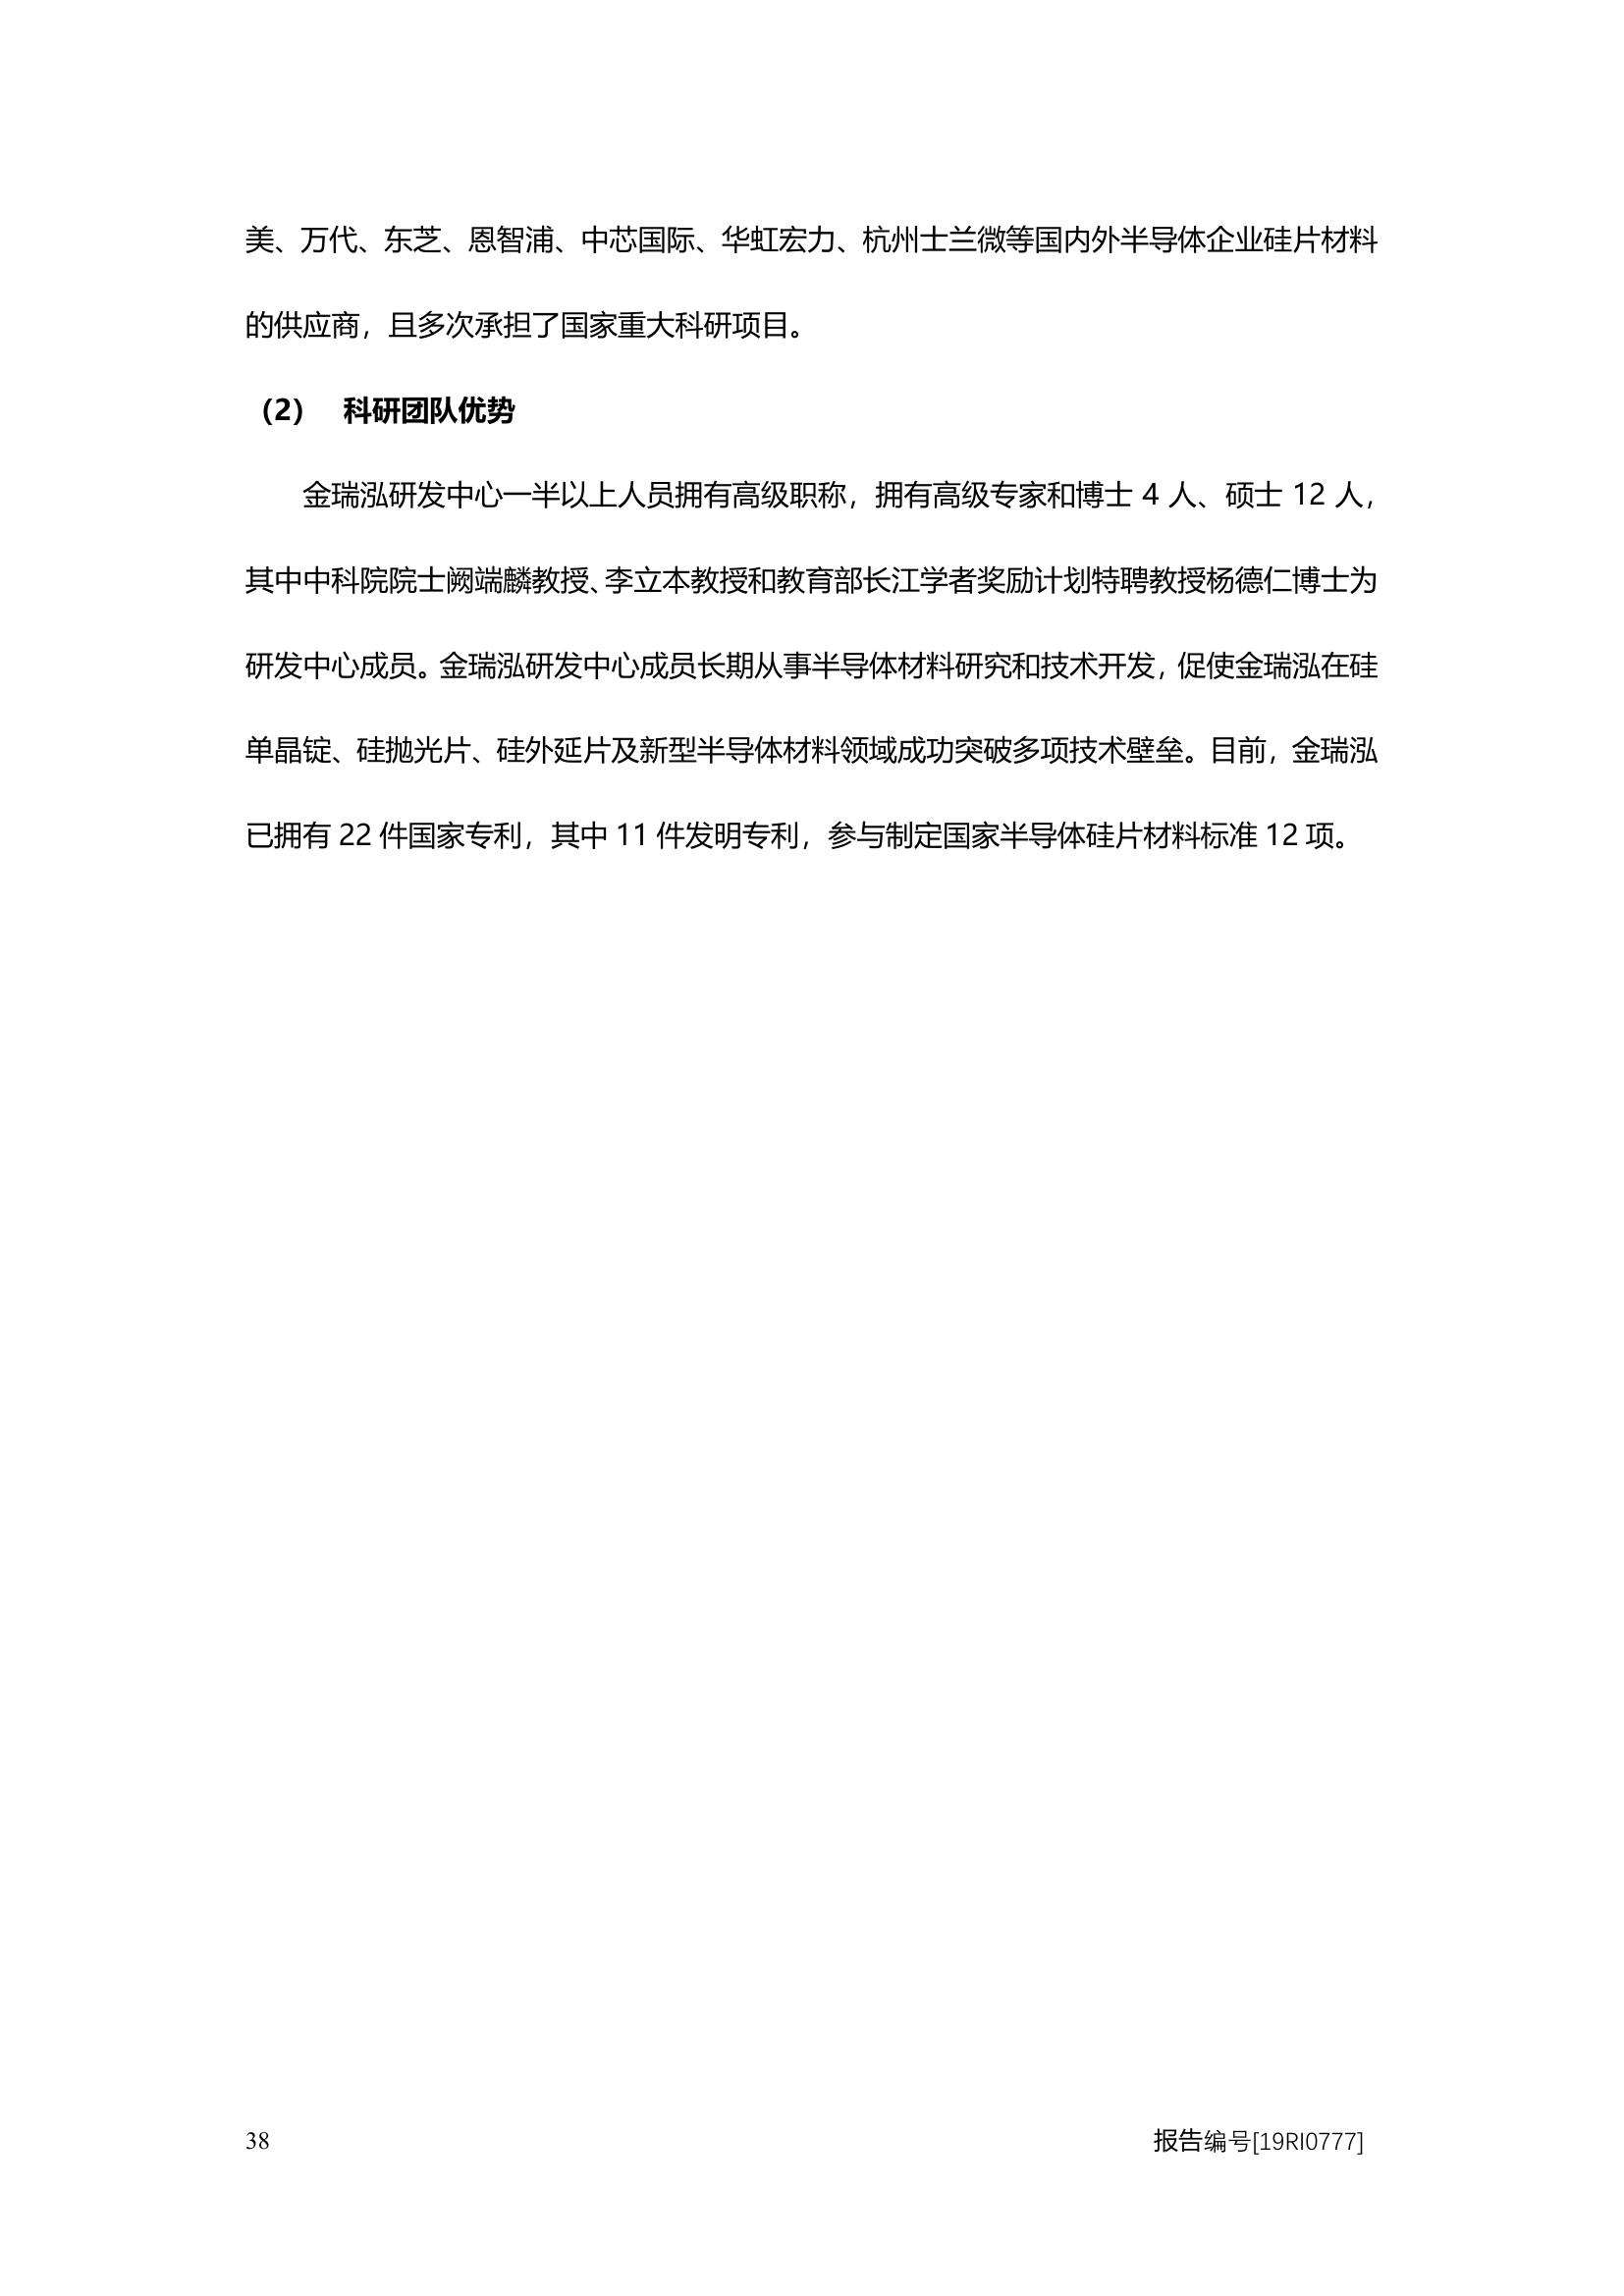 美、万代、东芝、恩智浦、中芯国际、华虹宏力、杭州士兰微等国内外半导体企业硅片材料
的供应商，且多次承担了国家重大科研项目。
（2） 科研团队优势
金瑞泓研发中心一半以上人员拥有高级职称，拥有高级专家和博士 4 人、硕士 12 人，
其中中科院院士阙端麟教授、李立本教授和教育部长江学者奖励计划特聘教授杨德仁博士为
研发中心成员。金瑞泓研发中心成员长期从事半导体材料研究和技术开发，促使金瑞泓在硅
单晶锭、硅抛光片、硅外延片及新型半导体材料领域成功突破多项技术壁垒。目前，金瑞泓
已拥有 22 件国家专利，其中 11 件发明专利，参与制定国家半导体硅片材料标准 12 项。
38 报告编号[19RI0777]